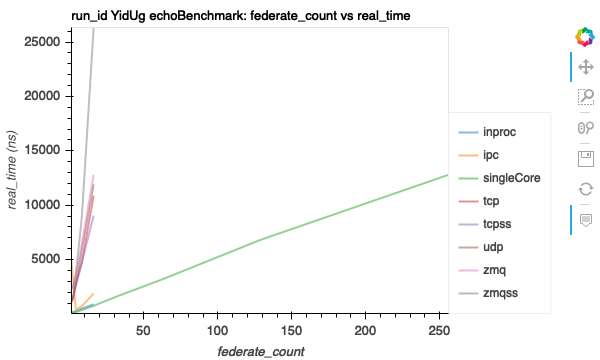 run_id YidUg echoBenchmark: federate_count vs real_time
25000
20000
15000
10000
5000
real_time (ns)
50
100
150
200
250
federate_count
inproc
ipc
singleCore
tcp
tcpss
udp
zmq
zmqss